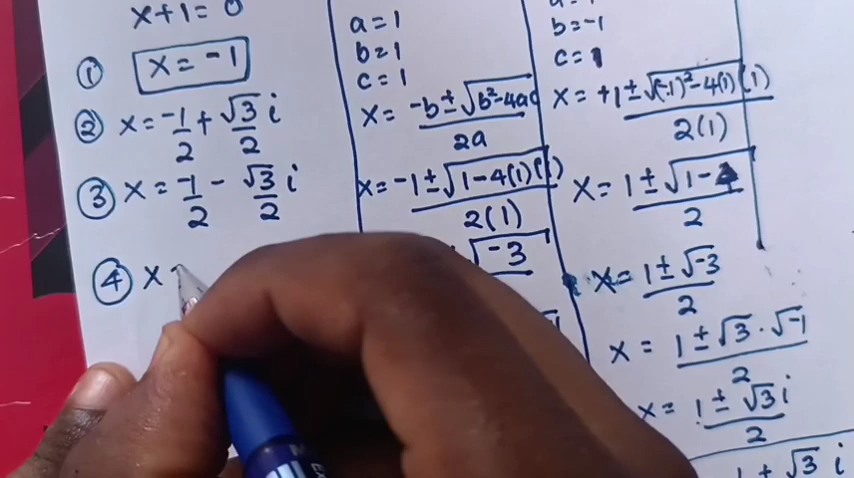 x+1 = 0
① x = -1
② x = -1/2 + √3/2 i
③ x = -1/2 - √3/2 i
④ x
a = 1
b = 1
c = 1
x = -b ± √b²-4ac / 2a
x = -1 ± √1-4(1)(1) / 2(1)
√-3
b = -1
c = 1
x = +1 ± √(-1)²-4(1)(1) / 2(1)
x = 1 ± √1-4 / 2
x = 1 ± √-3 / 2
x = 1 ± √3 · √-1 / 2
x = 1 ± √3 i / 2
1 + √3 i